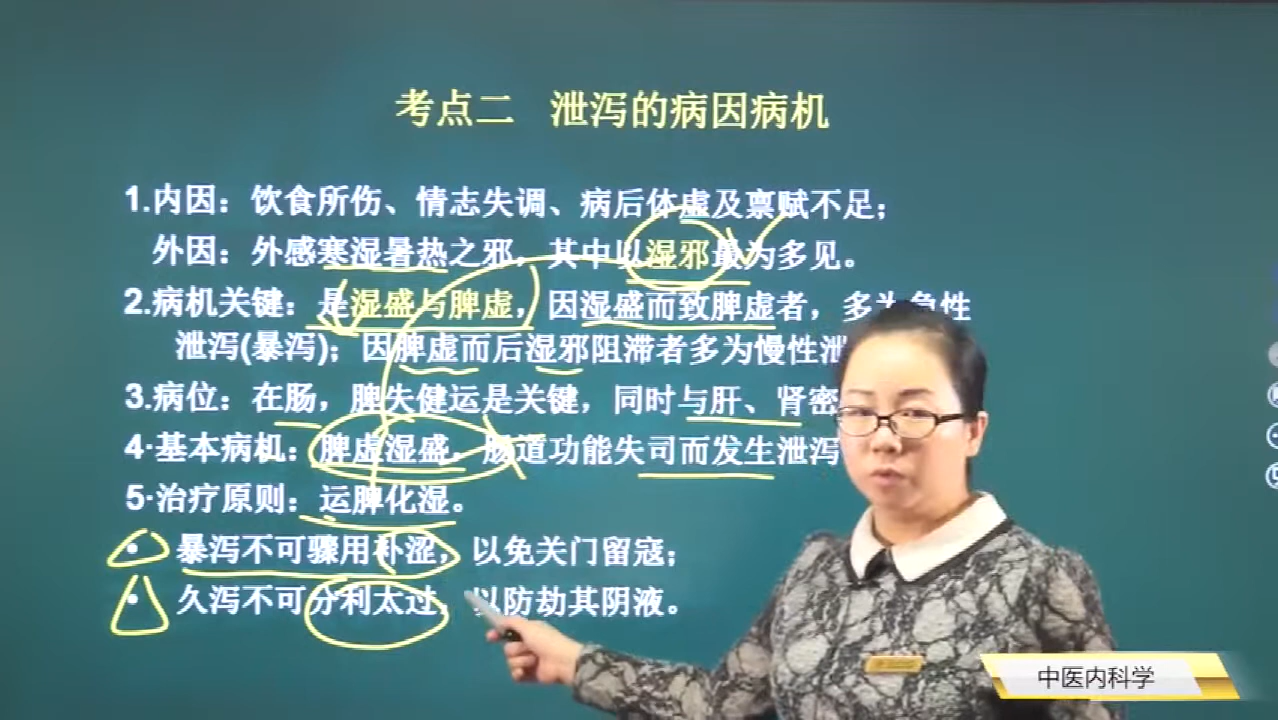 考点二 泄泻的病因病机
1.内因：饮食所伤、情志失调、病后体虚及禀赋不足；
外因：外感寒湿暑热之邪，其中以湿邪最为多见。
2.病机关键：是湿盛与脾虚，因湿盛而致脾虚者，多为急性
泄泻(暴泻)；因脾虚而后湿邪阻滞者多为慢性泄
3.病位：在肠，脾失健运是关键，同时与肝、肾密
4·基本病机：脾虚湿盛，肠道功能失司而发生泄泻
5·治疗原则：运脾化湿。
• 暴泻不可骤用补涩，以免关门留寇；
• 久泻不可分利太过，以防劫其阴液。
中医内科学